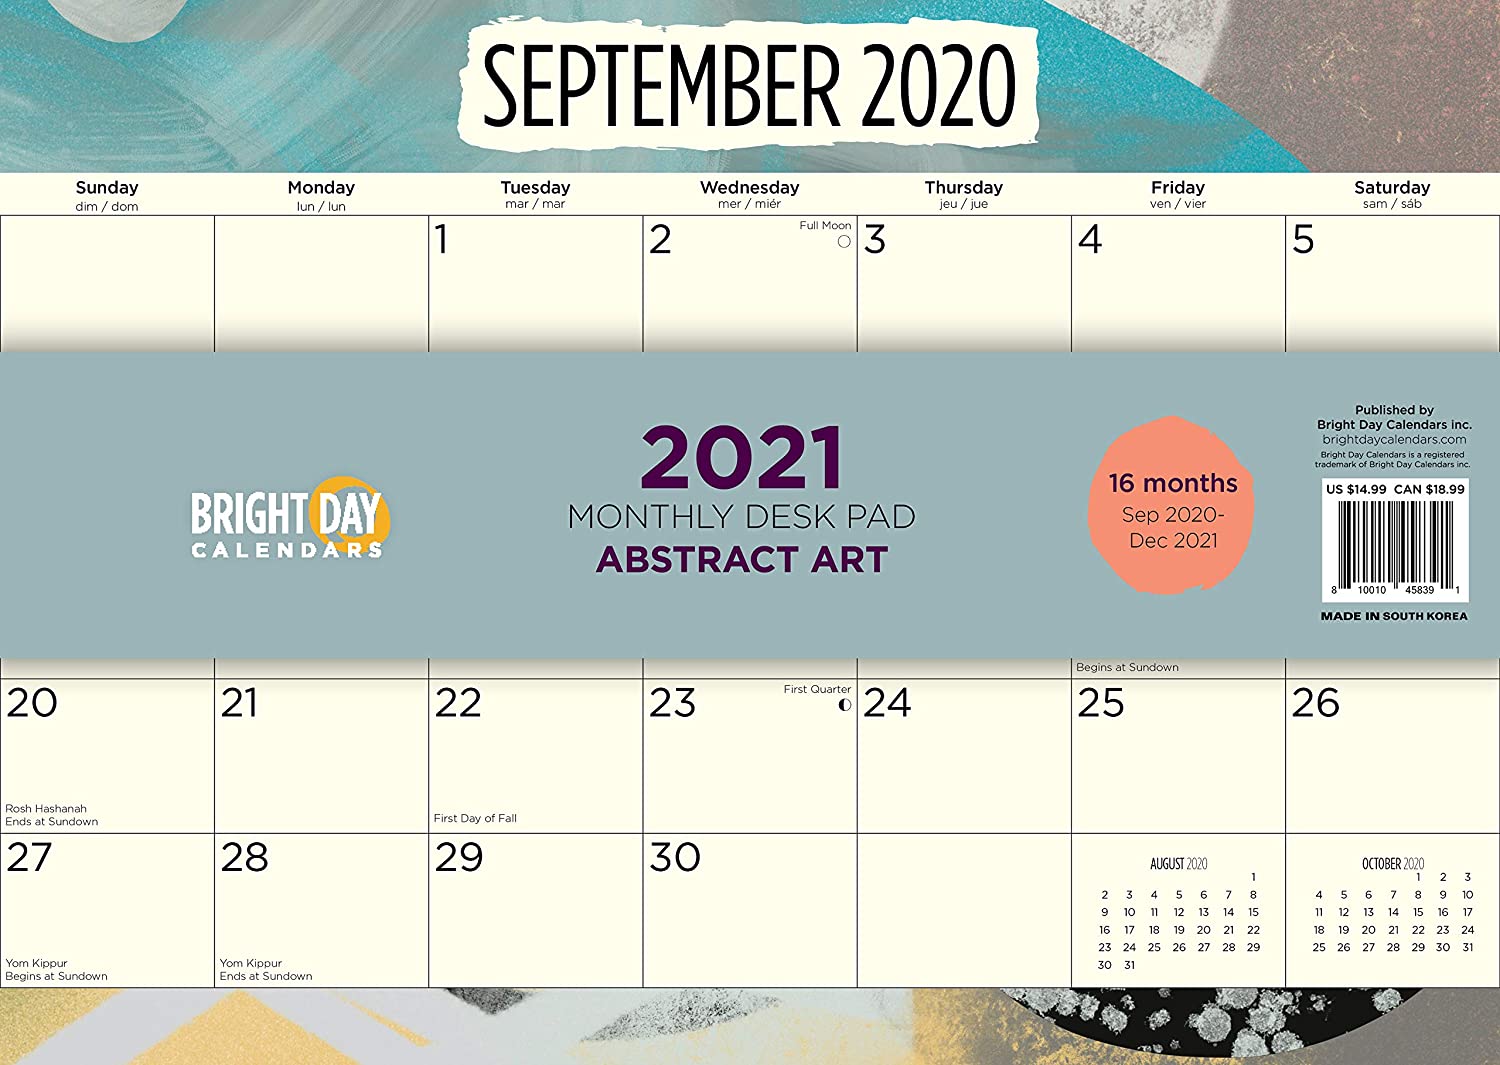 SEPTEMBER 2020
Sunday Monday Tuesday Wednesday Thursday Friday Saturday
dim / dom lun / lun mar / mar mer / miér jeu / jue ven / vier sam / sáb
Full Moon
1 2 3 4 5
Published by
Bright Day Calendars inc.
brightdaycalendars.com
Bright Day Calendars is a registered
trademark of Bright Day Calendars inc.
US $14.99 CAN $18.99
8 10010 45839 1
MADE IN SOUTH KOREA
2021
MONTHLY DESK PAD
ABSTRACT ART
16 months
Sep 2020-
Dec 2021
BRIGHT DAY
CALENDARS
Begins at Sundown
20 21 22 23 24 25 26
First Quarter
Rosh Hashanah
Ends at Sundown
First Day of Fall
27 28 29 30
Yom Kippur
Begins at Sundown
Yom Kippur
Ends at Sundown
AUGUST 2020
1
2 3 4 5 6 7 8
9 10 11 12 13 14 15
16 17 18 19 20 21 22
23 24 25 26 27 28 29
30 31
OCTOBER 2020
1 2 3
4 5 6 7 8 9 10
11 12 13 14 15 16 17
18 19 20 21 22 23 24
25 26 27 28 29 30 31